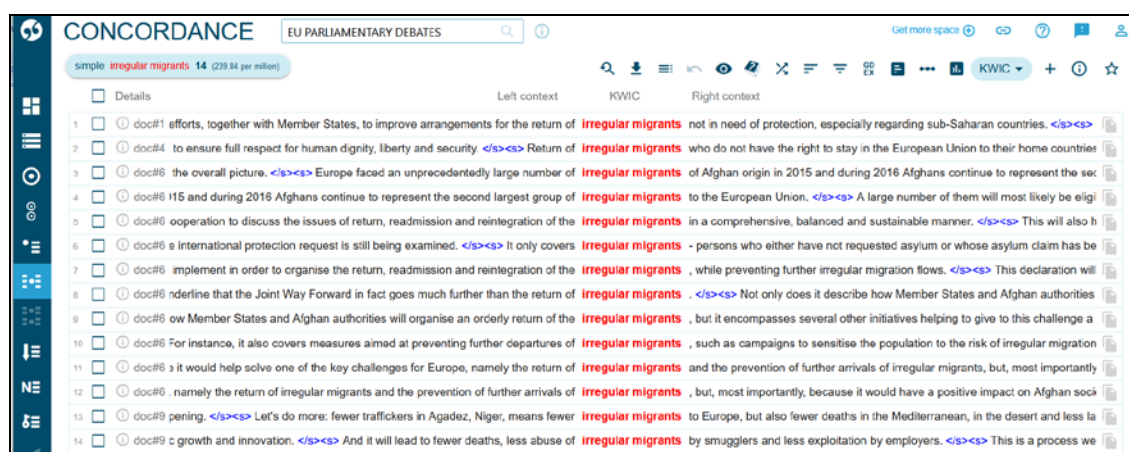 CONCORDANCE EU PARLIAMENTARY DEBATES Get more space
simple irregular migrants 14 (239.84 per million) GD EX KWIC
Details Left context KWIC Right context
1 doc#1 efforts, together with Member States, to improve arrangements for the return of irregular migrants not in need of protection, especially regarding sub-Saharan countries. </s><s>
2 doc#4 to ensure full respect for human dignity, liberty and security. </s><s> Return of irregular migrants who do not have the right to stay in the European Union to their home countries
3 doc#6 the overall picture. </s><s> Europe faced an unprecedentedly large number of irregular migrants of Afghan origin in 2015 and during 2016 Afghans continue to represent the sec
4 doc#6 15 and during 2016 Afghans continue to represent the second largest group of irregular migrants to the European Union. </s><s> A large number of them will most likely be eligi
5 doc#6 ooperation to discuss the issues of return, readmission and reintegration of the irregular migrants in a comprehensive, balanced and sustainable manner. </s><s> This will also h
6 doc#6 e international protection request is still being examined. </s><s> It only covers irregular migrants - persons who either have not requested asylum or whose asylum claim has be
7 doc#6 implement in order to organise the return, readmission and reintegration of the irregular migrants , while preventing further irregular migration flows. </s><s> This declaration will
8 doc#6 nderline that the Joint Way Forward in fact goes much further than the return of irregular migrants . </s><s> Not only does it describe how Member States and Afghan authorities
9 doc#6 ow Member States and Afghan authorities will organise an orderly return of the irregular migrants , but it encompasses several other initiatives helping to give to this challenge a
10 doc#6 For instance, it also covers measures aimed at preventing further departures of irregular migrants , such as campaigns to sensitise the population to the risk of irregular migration
11 doc#6 it would help solve one of the key challenges for Europe, namely the return of irregular migrants and the prevention of further arrivals of irregular migrants, but, most importantly
12 doc#6 , namely the return of irregular migrants and the prevention of further arrivals of irregular migrants , but, most importantly, because it would have a positive impact on Afghan soci
13 doc#9 pening. </s><s> Let's do more: fewer traffickers in Agadez, Niger, means fewer irregular migrants to Europe, but also fewer deaths in the Mediterranean, in the desert and less la
14 doc#9 c growth and innovation. </s><s> And it will lead to fewer deaths, less abuse of irregular migrants by smugglers and less exploitation by employers. </s><s> This is a process we